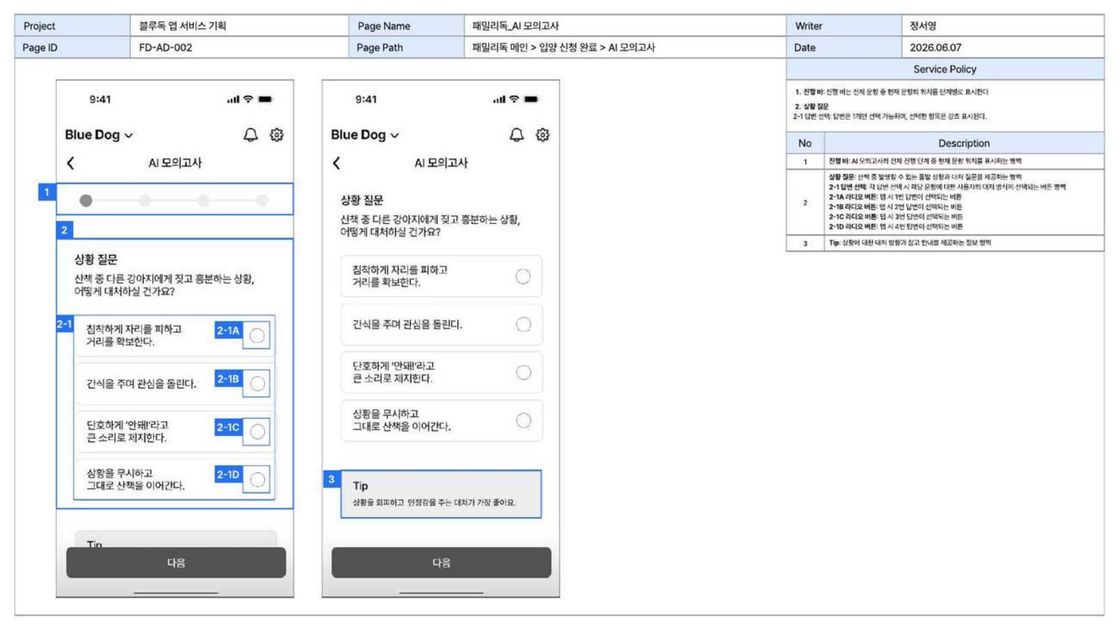 Project 블루독 앱 서비스 기획 Page Name 패밀리독_AI 모의고사 Writer 정서영
Page ID FD-AD-002 Page Path 패밀리독 메인 > 입양 신청 완료 > AI 모의고사 Date 2026.06.07
9:41
Blue Dog
AI 모의고사
1
2
상황 질문
산책 중 다른 강아지에게 짖고 흥분하는 상황,
어떻게 대처하실 건가요?
2-1
침착하게 자리를 피하고
거리를 확보한다.
2-1A
간식을 주며 관심을 돌린다.
2-1B
단호하게 '안돼!'라고
큰 소리로 제지한다.
2-1C
상황을 무시하고
그대로 산책을 이어간다.
2-1D
Tip
다음
9:41
Blue Dog
AI 모의고사
상황 질문
산책 중 다른 강아지에게 짖고 흥분하는 상황,
어떻게 대처하실 건가요?
침착하게 자리를 피하고
거리를 확보한다.
간식을 주며 관심을 돌린다.
단호하게 '안돼!'라고
큰 소리로 제지한다.
상황을 무시하고
그대로 산책을 이어간다.
3
Tip
상황을 회피하고 안정감을 주는 대처가 가장 좋아요.
다음
Service Policy
1. 진행 바: 진행 바는 전체 문항 중 현재 문항의 위치를 단계별로 표시한다
2. 상황 질문
2-1 답변 선택: 답변은 1개만 선택 가능하며, 선택한 항목은 강조 표시된다.
No Description
1 진행 바: AI 모의고사의 전체 진행 단계 중 현재 문항 위치를 표시하는 영역
2 상황 질문: 산책 중 발생할 수 있는 돌발 상황과 대처 질문을 제공하는 영역
2-1 답변 선택: 각 답변 선택 시 해당 문항에 대한 사용자의 대처 방식이 선택되는 버튼 영역
2-1A 라디오 버튼: 탭 시 1번 답변이 선택되는 버튼
2-1B 라디오 버튼: 탭 시 2번 답변이 선택되는 버튼
2-1C 라디오 버튼: 탭 시 3번 답변이 선택되는 버튼
2-1D 라디오 버튼: 탭 시 4번 답변이 선택되는 버튼
3 Tip: 상황에 대한 대처 방향과 참고 안내를 제공하는 정보 영역